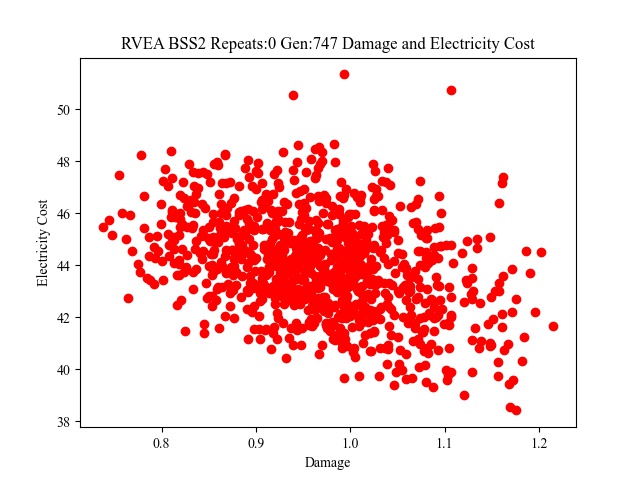 RVEA BSS2 Repeats:0 Gen:747 Damage and Electricity Cost
50
48
46
44
42
40
38
Electricity Cost
0.8 0.9 1.0 1.1 1.2
Damage